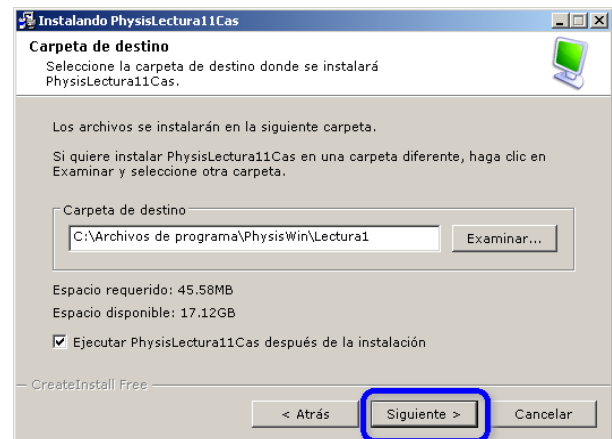 Instalando PhysisLectura11Cas
Carpeta de destino
Seleccione la carpeta de destino donde se instalará
PhysisLectura11Cas.
Los archivos se instalarán en la siguiente carpeta.
Si quiere instalar PhysisLectura11Cas en una carpeta diferente, haga clic en
Examinar y seleccione otra carpeta.
Carpeta de destino
C:\Archivos de programa\PhysisWin\Lectura1
Examinar...
Espacio requerido: 45.58MB
Espacio disponible: 17.12GB
Ejecutar PhysisLectura11Cas después de la instalación
CreateInstall Free
< Atrás
Siguiente >
Cancelar